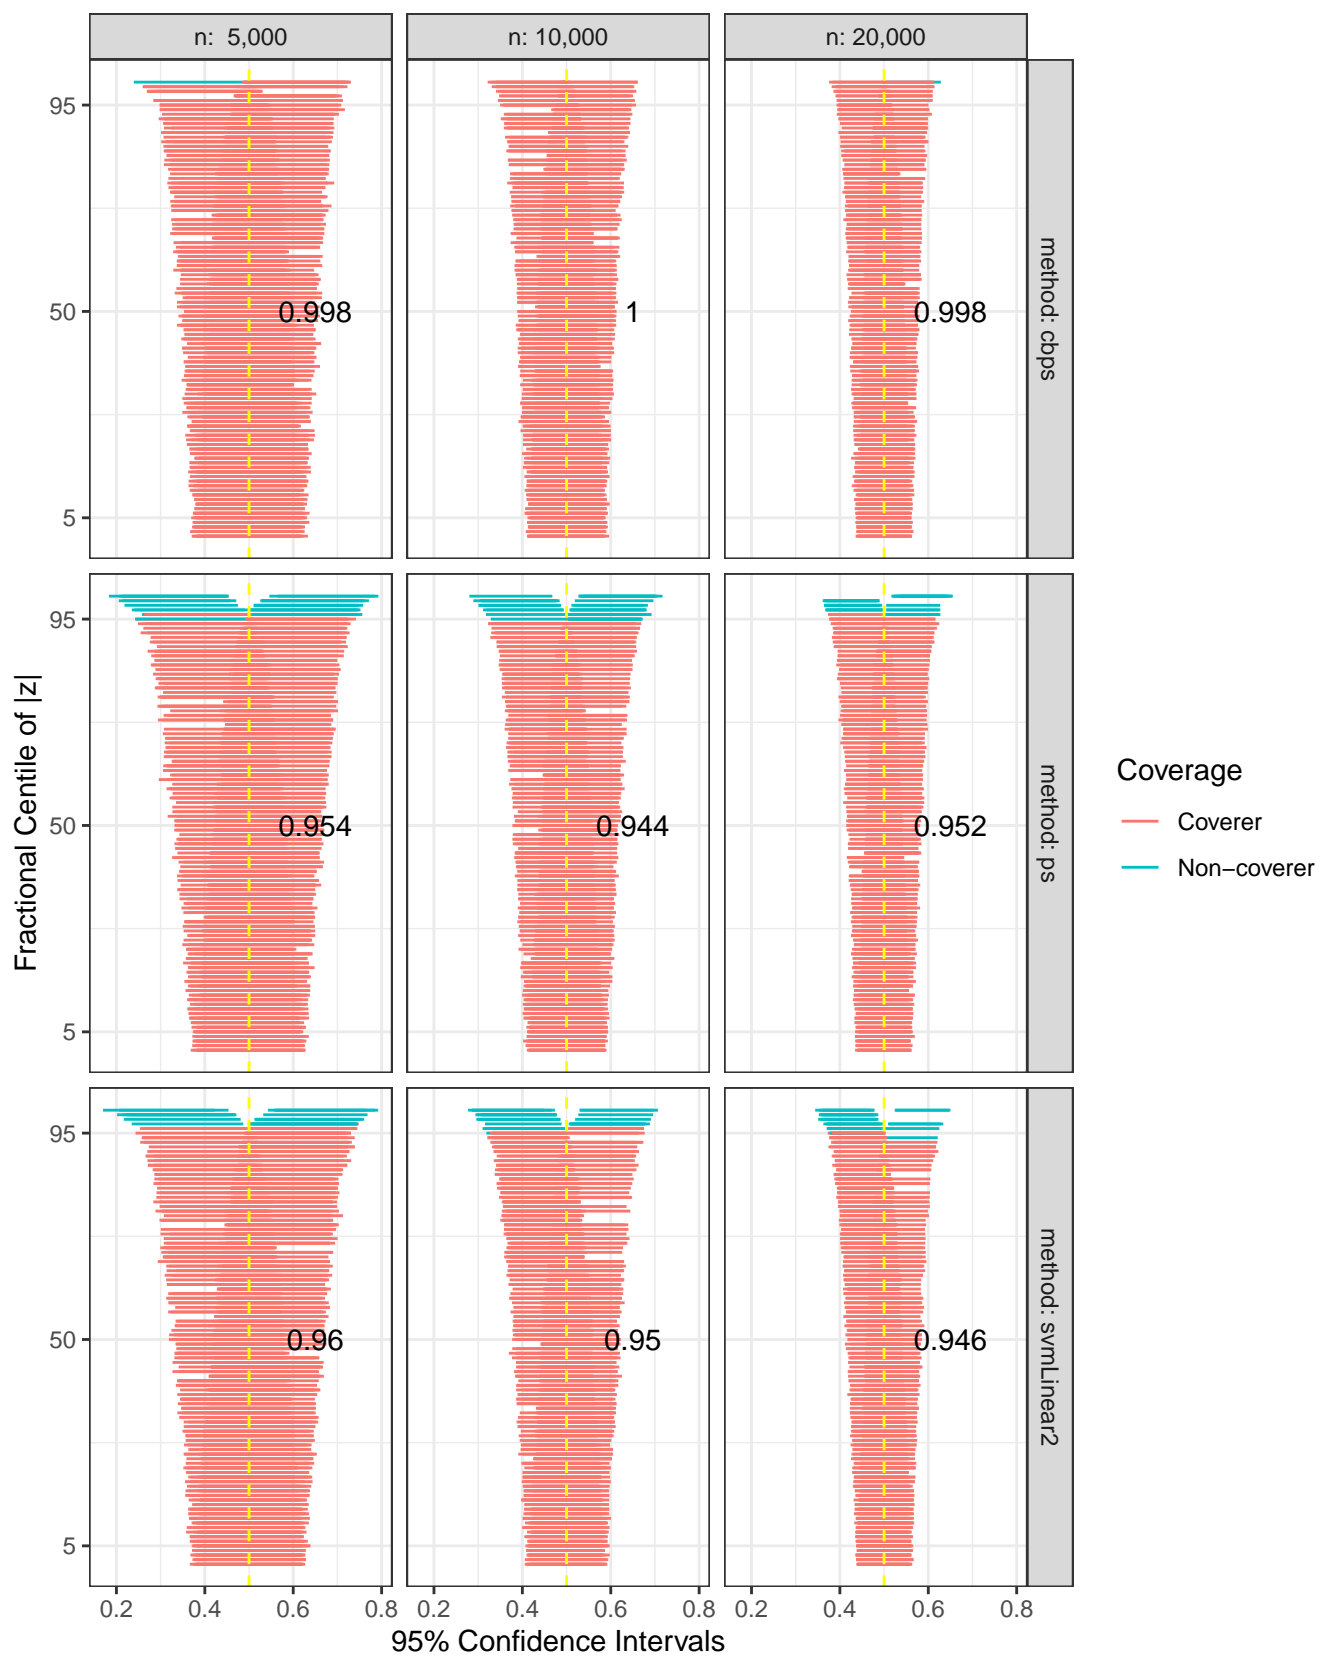 n:  5,000
n: 10,000
n: 20,000
95
50
5
0.998
1
0.998
method: cbps
95
50
5
0.954
0.944
0.952
method: ps
95
50
5
0.96
0.95
0.946
method: svmLinear2
Fractional Centile of |z|
0.2 0.4 0.6 0.8
0.2 0.4 0.6 0.8
0.2 0.4 0.6 0.8
95% Confidence Intervals
Coverage
Coverer
Non−coverer